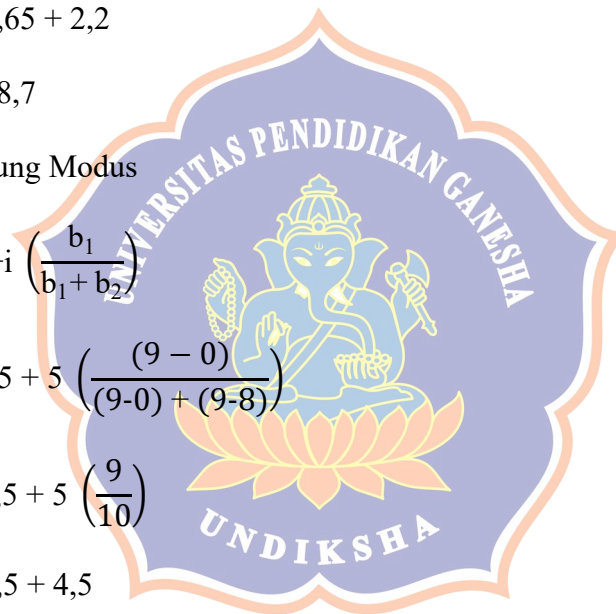 ,65 + 2,2
8,7
ung Modus
UNIVERSITAS PENDIDIKAN GANESHA
i (b₁ / (b₁+ b₂))
5 + 5 ((9 – 0) / ((9-0) + (9-8)))
,5 + 5 (9/10)
UNDIKSHA
,5 + 4,5